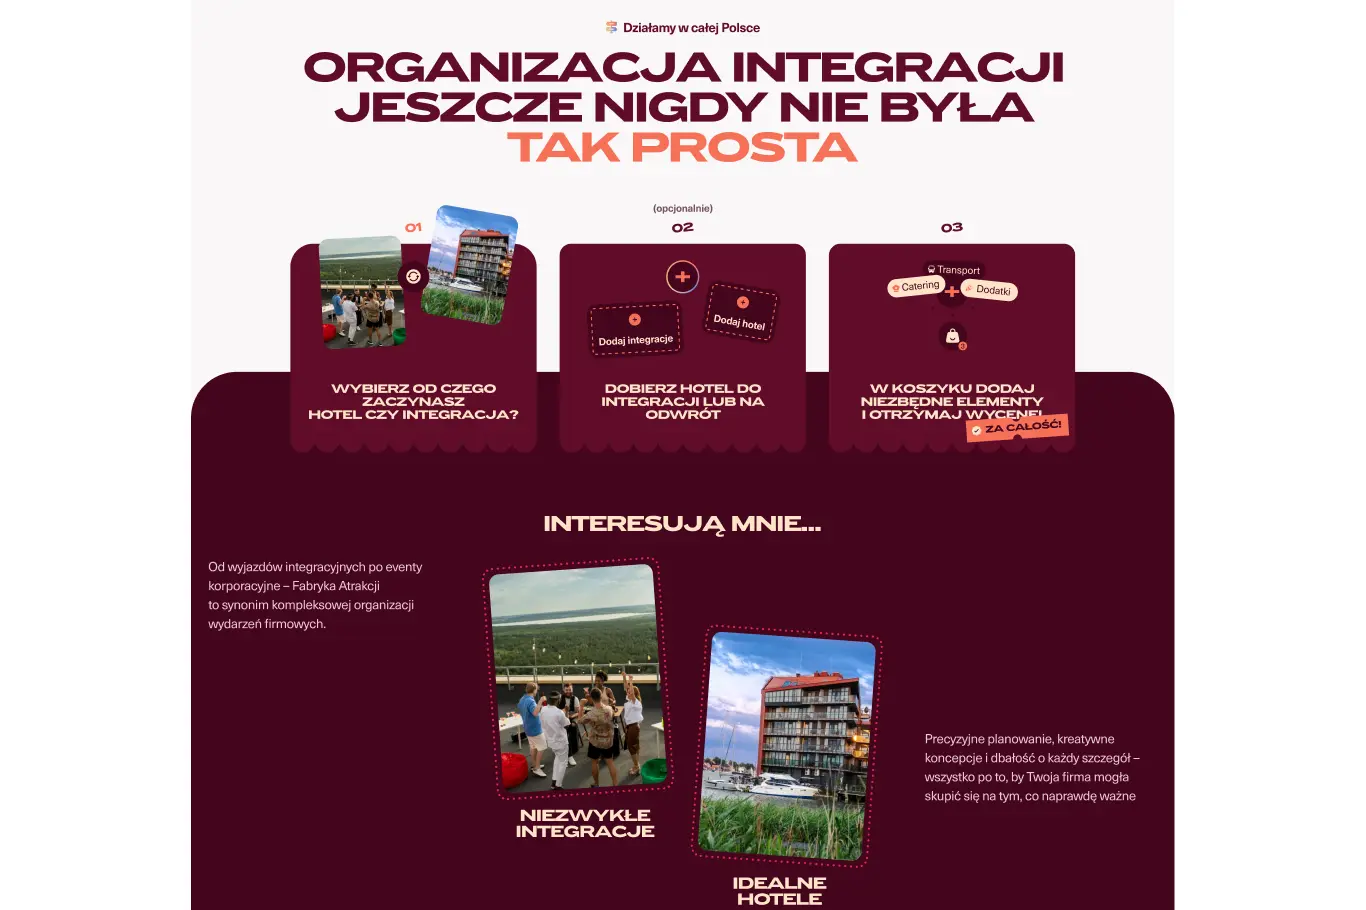 Działamy w całej Polsce
ORGANIZACJA INTEGRACJI
JESZCZE NIGDY NIE BYŁA
TAK PROSTA
01
WYBIERZ OD CZEGO
ZACZYNASZ
HOTEL CZY INTEGRACJA?
(opcjonalnie)
02
Dodaj integracje
Dodaj hotel
DOBIERZ HOTEL DO
INTEGRACJI LUB NA
ODWRÓT
03
Transport
Catering
Dodatki
3
W KOSZYKU DODAJ
NIEZBĘDNE ELEMENTY
I OTRZYMAJ WYCENĘ!
ZA CAŁOŚĆ!
INTERESUJĄ MNIE...
Od wyjazdów integracyjnych po eventy
korporacyjne – Fabryka Atrakcji
to synonim kompleksowej organizacji
wydarzeń firmowych.
NIEZWYKŁE
INTEGRACJE
Precyzyjne planowanie, kreatywne
koncepcje i dbałość o każdy szczegół –
wszystko po to, by Twoja firma mogła
skupić się na tym, co naprawdę ważne
IDEALNE
HOTELE